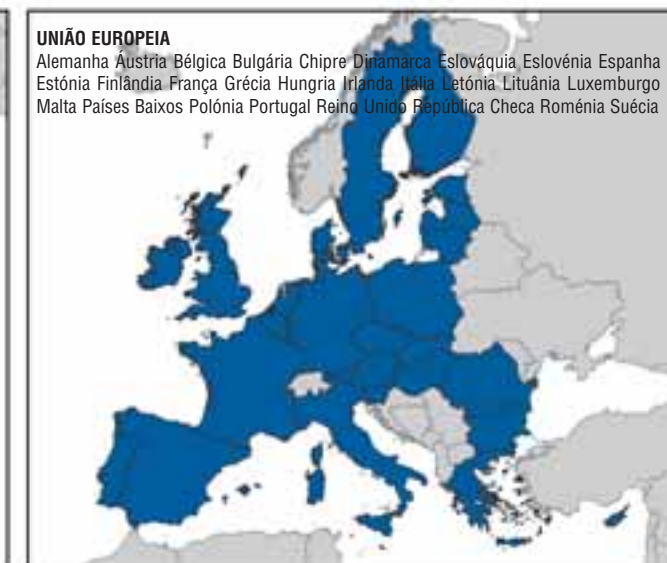 UNIÃO EUROPEIA
Alemanha Áustria Bélgica Bulgária Chipre Dinamarca Eslováquia Eslovénia Espanha
Estónia Finlândia França Grécia Hungria Irlanda Itália Letónia Lituânia Luxemburgo
Malta Países Baixos Polónia Portugal Reino Unido República Checa Roménia Suécia